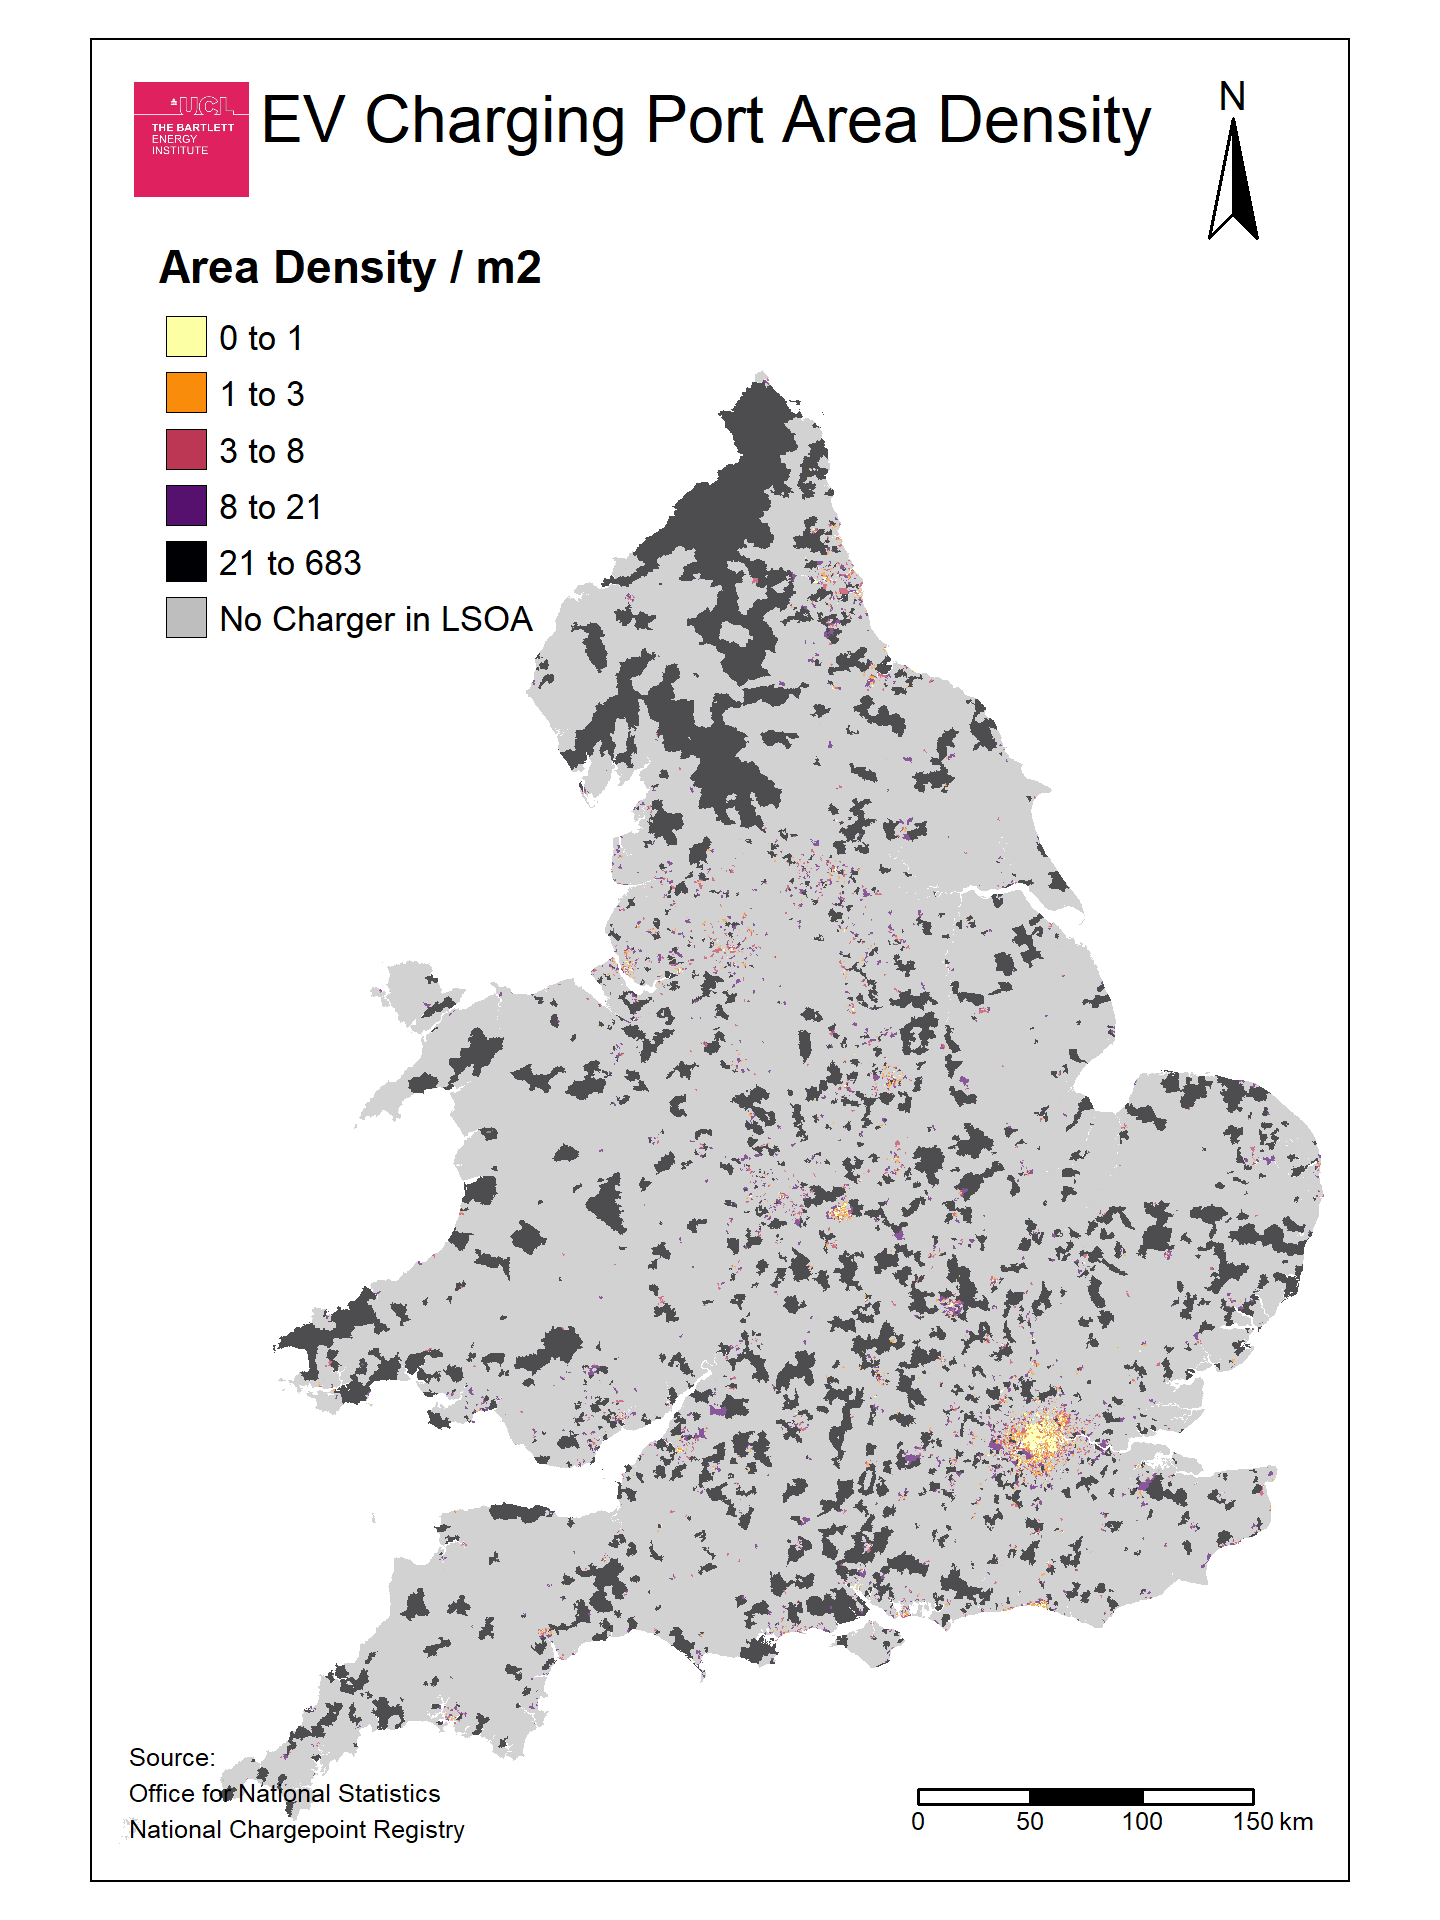 UCL
THE BARTLETT
ENERGY
INSTITUTE
EV Charging Port Area Density
N
Area Density / m2
0 to 1
1 to 3
3 to 8
8 to 21
21 to 683
No Charger in LSOA
Source:
Office for National Statistics
National Chargepoint Registry
0 50 100 150 km